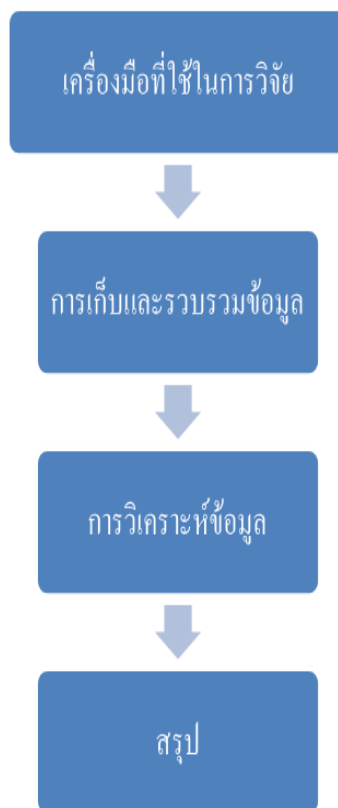 เครื่องมือที่ใช้ในการวิจัย
การเก็บและรวบรวมข้อมูล
การวิเคราะห์ข้อมูล
สรุป